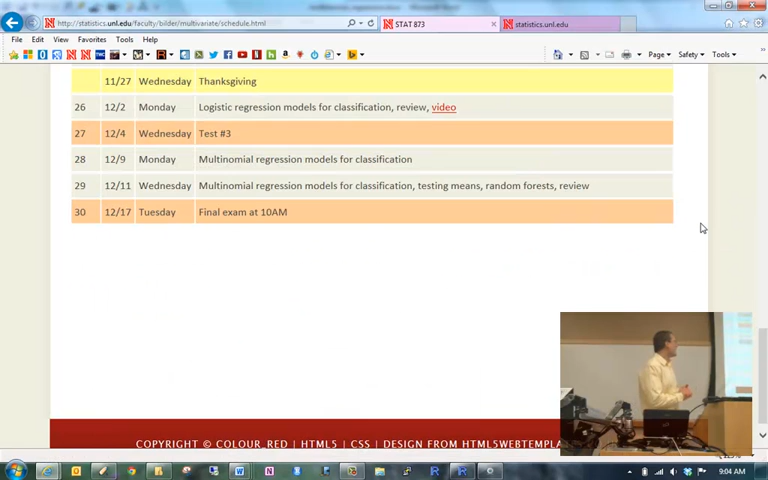 http://statistics.unl.edu/faculty/bilder/multivariate/schedule.html
STAT 873
statistics.unl.edu
File Edit View Favorites Tools Help
Page Safety Tools
11/27 Wednesday Thanksgiving
26 12/2 Monday Logistic regression models for classification, review, video
27 12/4 Wednesday Test #3
28 12/9 Monday Multinomial regression models for classification
29 12/11 Wednesday Multinomial regression models for classification, testing means, random forests, review
30 12/17 Tuesday Final exam at 10AM
COPYRIGHT © COLOUR_RED | HTML5 | CSS | DESIGN FROM HTML5WEBTEMPLA
9:04 AM